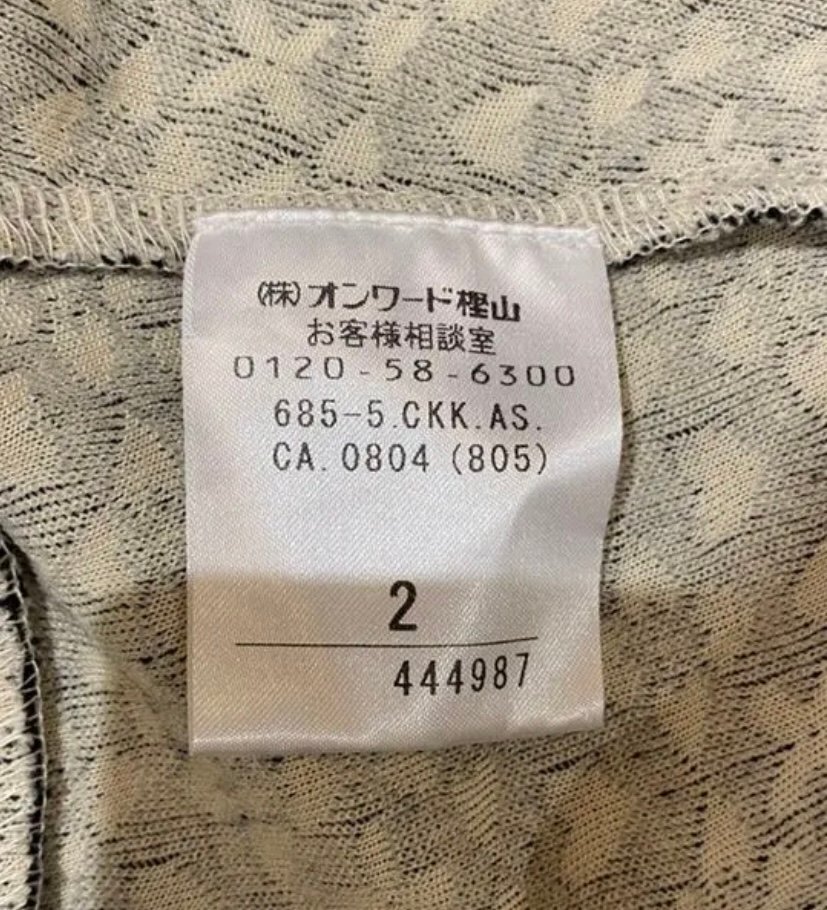 (株)オンワード樫山
お客様相談室
0120-58-6300
685-5.CKK.AS.
CA.0804(805)
2
444987